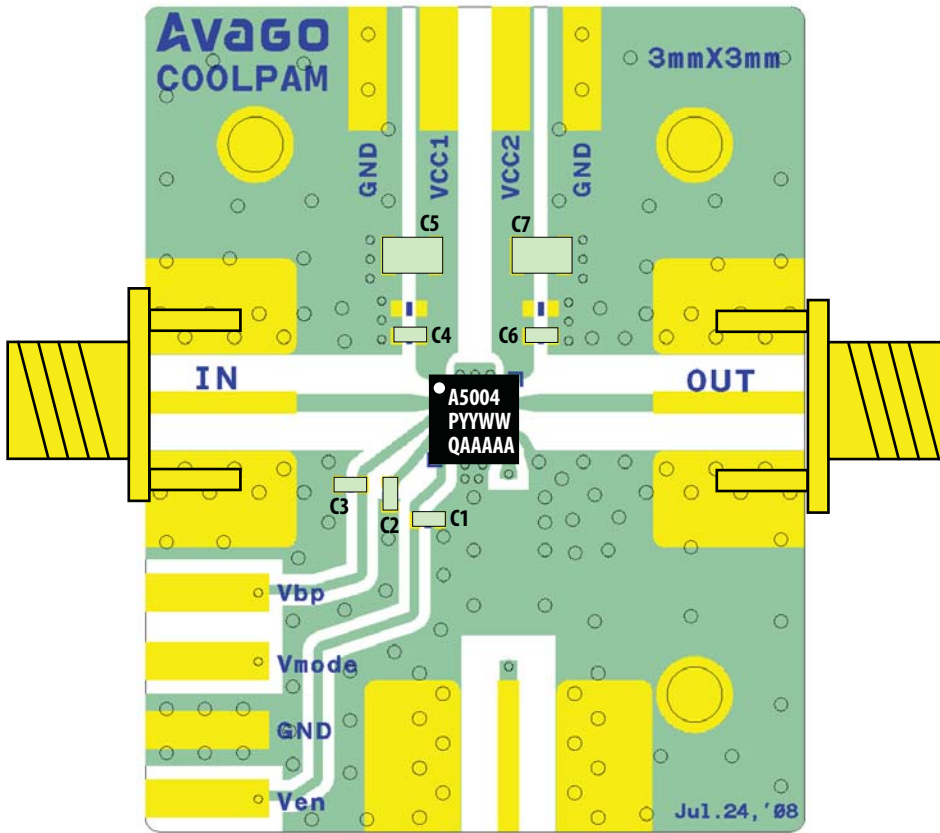 AVAGO
COOLPAM
3mmX3mm
GND
VCC1
VCC2
GND
C5
C7
C4
C6
IN
OUT
A5004
PYYWW
QAAAAA
C3
C2
C1
Vbp
Vmode
GND
Ven
Jul.24,'08